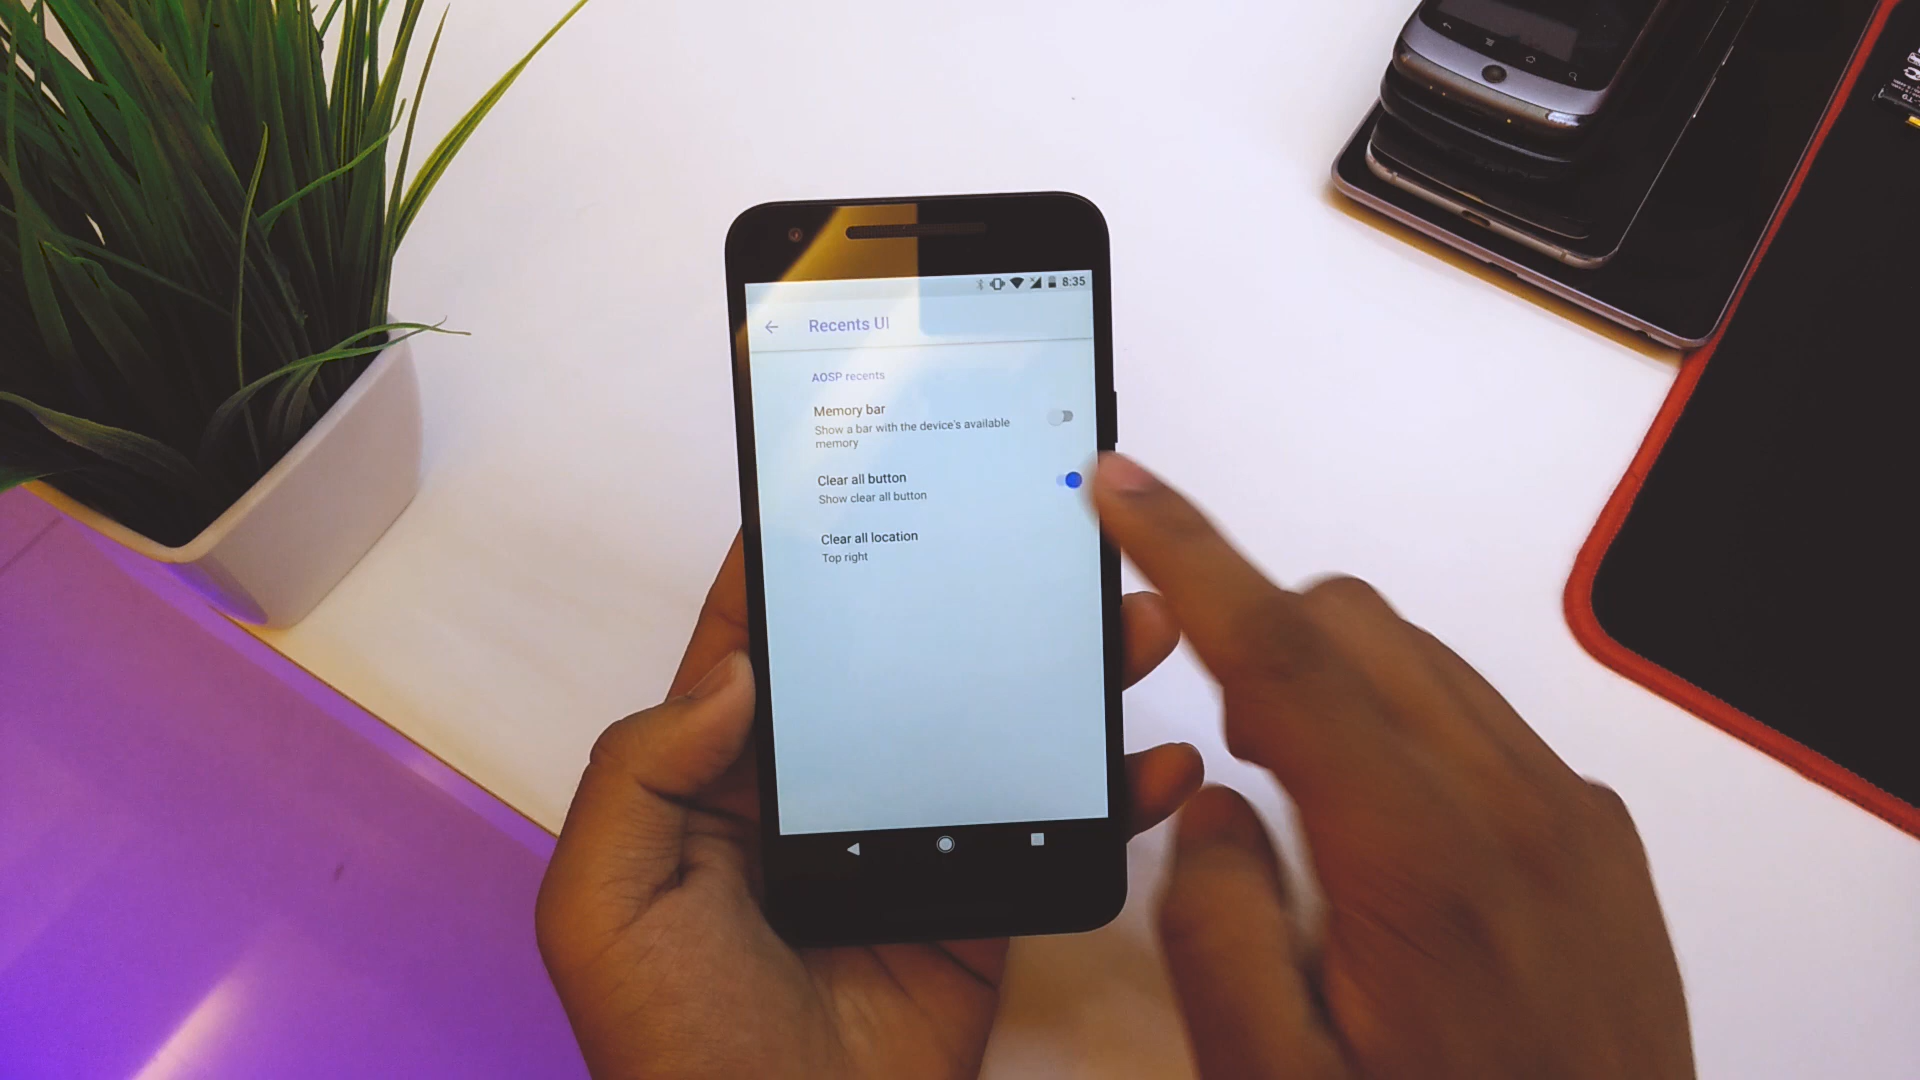 8:35
Recents UI
AOSP recents
Memory bar
Show a bar with the device's available
memory
Clear all button
Show clear all button
Clear all location
Top right